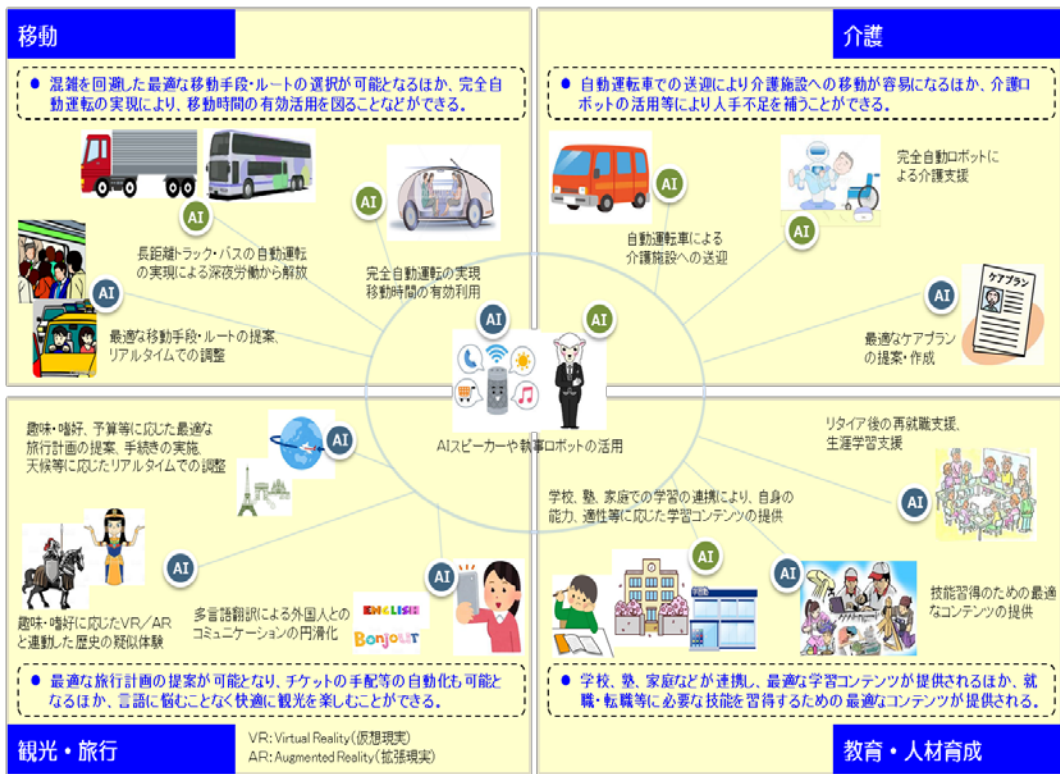 移動
● 混雑を回避した最適な移動手段・ルートの選択が可能となるほか、完全自
動運転の実現により、移動時間の有効活用を図ることなどができる。
AI
長距離トラック・バスの自動運転
の実現による深夜労働から解放
AI
完全自動運転の実現
移動時間の有効利用
AI
最適な移動手段・ルートの提案、
リアルタイムでの調整
介護
● 自動運転車での送迎により介護施設への移動が容易になるほか、介護ロ
ボットの活用等により人手不足を補うことができる。
AI
自動運転車による
介護施設への送迎
完全自動ロボットに
よる介護支援
AI
ケアプラン
AI
最適なケアプラン
の提案・作成
AI
AI
AIスピーカーや執事ロボットの活用
趣味・嗜好、予算等に応じた最適な
旅行計画の提案、手続きの実施、
天候等に応じたリアルタイムでの調整
AI
AI
趣味・嗜好に応じたVR/AR
と連動した歴史の疑似体験
多言語翻訳による外国人との
コミュニケーションの円滑化
ENGLISH
Bonjour
AI
● 最適な旅行計画の提案が可能となり、チケットの手配等の自動化も可能と
なるほか、言語に悩むことなく快適に観光を楽しむことができる。
観光・旅行
VR: Virtual Reality(仮想現実)
AR: Augmented Reality(拡張現実)
リタイア後の再就職支援、
生涯学習支援
AI
学校、塾、家庭での学習の連携により、自身の
能力、適性等に応じた学習コンテンツの提供
AI
AI
技能習得のための最適
なコンテンツの提供
● 学校、塾、家庭などが連携し、最適な学習コンテンツが提供されるほか、就
職・転職等に必要な技能を習得するための最適なコンテンツが提供される。
教育・人材育成